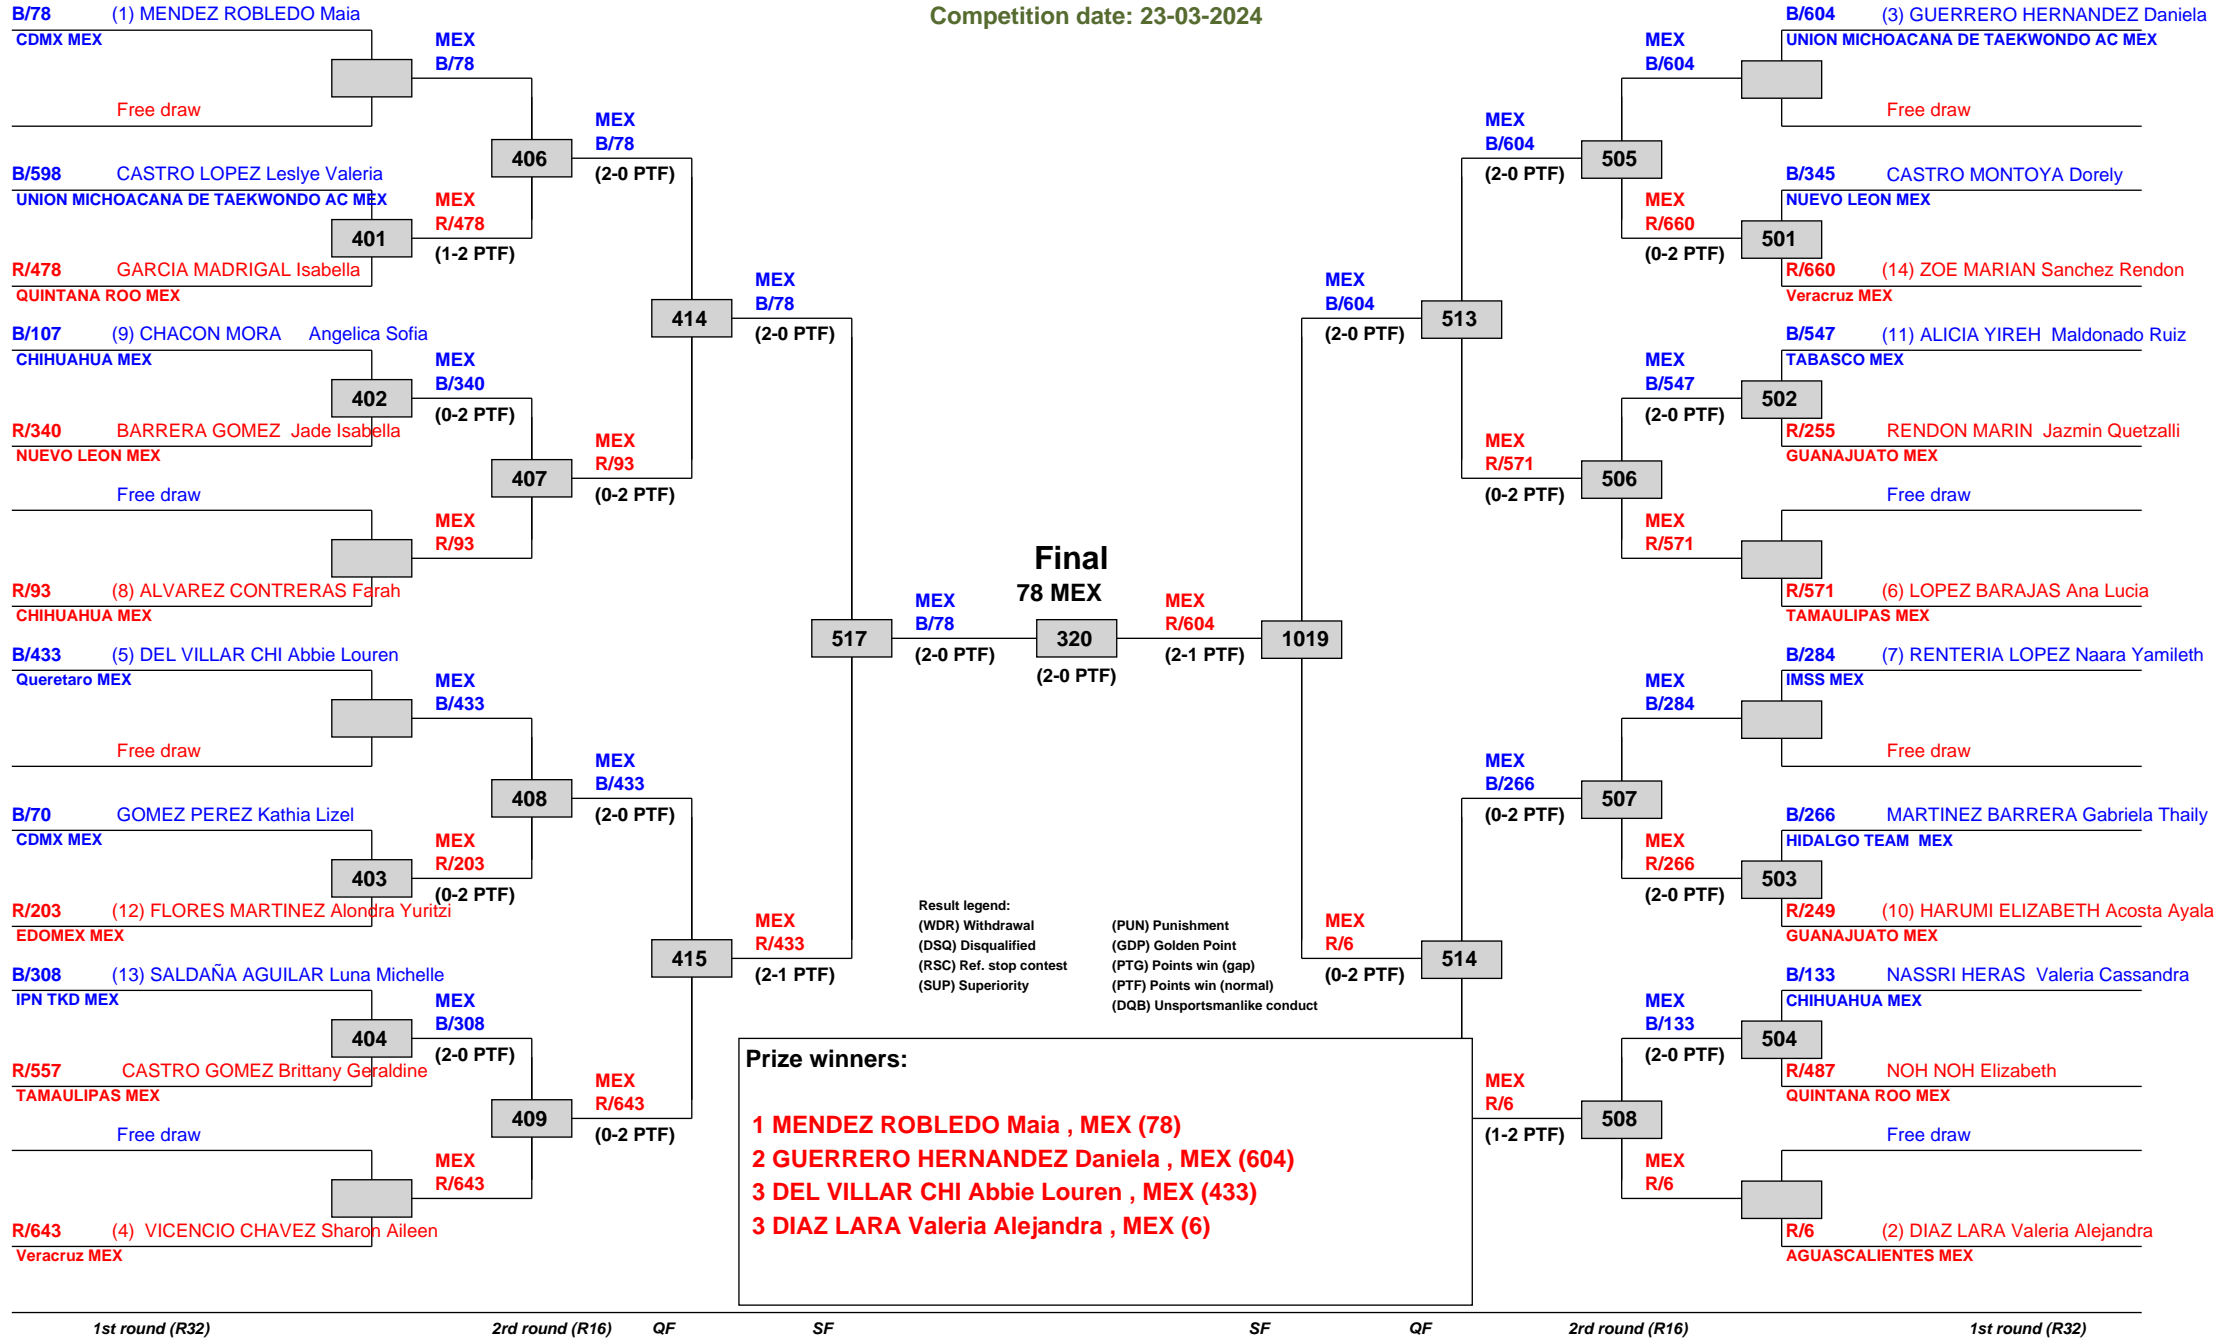 Competition date: 23-03-2024
B/78 (1) MENDEZ ROBLEDO Maia
CDMX MEX
Free draw
B/598 CASTRO LOPEZ Leslye Valeria
UNION MICHOACANA DE TAEKWONDO AC MEX
401
R/478 GARCIA MADRIGAL Isabella
QUINTANA ROO MEX
B/107 (9) CHACON MORA Angelica Sofia
CHIHUAHUA MEX
402
R/340 BARRERA GOMEZ Jade Isabella
NUEVO LEON MEX
Free draw
R/93 (8) ALVAREZ CONTRERAS Farah
CHIHUAHUA MEX
B/433 (5) DEL VILLAR CHI Abbie Louren
Queretaro MEX
Free draw
B/70 GOMEZ PEREZ Kathia Lizel
CDMX MEX
403
R/203 (12) FLORES MARTINEZ Alondra Yuritzi
EDOMEX MEX
B/308 (13) SALDAÑA AGUILAR Luna Michelle
IPN TKD MEX
404
R/557 CASTRO GOMEZ Brittany Geraldine
TAMAULIPAS MEX
Free draw
R/643 (4) VICENCIO CHAVEZ Sharon Aileen
Veracruz MEX
MEX
B/78
406
MEX
R/478
(1-2 PTF)
MEX
B/340
(0-2 PTF)
407
MEX
R/93
MEX
B/433
408
MEX
R/203
(0-2 PTF)
MEX
B/308
(2-0 PTF)
409
MEX
R/643
MEX
B/78
(2-0 PTF)
414
MEX
R/93
(0-2 PTF)
MEX
B/433
(2-0 PTF)
415
MEX
R/643
(0-2 PTF)
MEX
B/78
(2-0 PTF)
517
MEX
R/433
(2-1 PTF)
MEX
B/78
(2-0 PTF)
Final
78 MEX
320
(2-0 PTF)
MEX
R/604
(2-1 PTF)
1019
MEX
B/604
(2-0 PTF)
MEX
R/6
(0-2 PTF)
513
514
MEX
B/604
(2-0 PTF)
MEX
R/571
(0-2 PTF)
MEX
B/266
(0-2 PTF)
MEX
R/6
(1-2 PTF)
505
506
507
508
MEX
B/604
MEX
R/660
(0-2 PTF)
MEX
B/547
(2-0 PTF)
MEX
R/571
MEX
B/284
MEX
R/266
(2-0 PTF)
MEX
B/133
(2-0 PTF)
MEX
R/6
B/604 (3) GUERRERO HERNANDEZ Daniela
UNION MICHOACANA DE TAEKWONDO AC MEX
Free draw
B/345 CASTRO MONTOYA Dorely
NUEVO LEON MEX
501
R/660 (14) ZOE MARIAN Sanchez Rendon
Veracruz MEX
B/547 (11) ALICIA YIREH Maldonado Ruiz
TABASCO MEX
502
R/255 RENDON MARIN Jazmin Quetzalli
GUANAJUATO MEX
Free draw
R/571 (6) LOPEZ BARAJAS Ana Lucia
TAMAULIPAS MEX
B/284 (7) RENTERIA LOPEZ Naara Yamileth
IMSS MEX
Free draw
B/266 MARTINEZ BARRERA Gabriela Thaily
HIDALGO TEAM MEX
503
R/249 (10) HARUMI ELIZABETH Acosta Ayala
GUANAJUATO MEX
B/133 NASSRI HERAS Valeria Cassandra
CHIHUAHUA MEX
504
R/487 NOH NOH Elizabeth
QUINTANA ROO MEX
Free draw
R/6 (2) DIAZ LARA Valeria Alejandra
AGUASCALIENTES MEX
Result legend:
(WDR) Withdrawal
(DSQ) Disqualified
(RSC) Ref. stop contest
(SUP) Superiority
(PUN) Punishment
(GDP) Golden Point
(PTG) Points win (gap)
(PTF) Points win (normal)
(DQB) Unsportsmanlike conduct
Prize winners:
1 MENDEZ ROBLEDO Maia , MEX (78)
2 GUERRERO HERNANDEZ Daniela , MEX (604)
3 DEL VILLAR CHI Abbie Louren , MEX (433)
3 DIAZ LARA Valeria Alejandra , MEX (6)
1st round (R32) 2rd round (R16) QF SF SF QF 2rd round (R16) 1st round (R32)